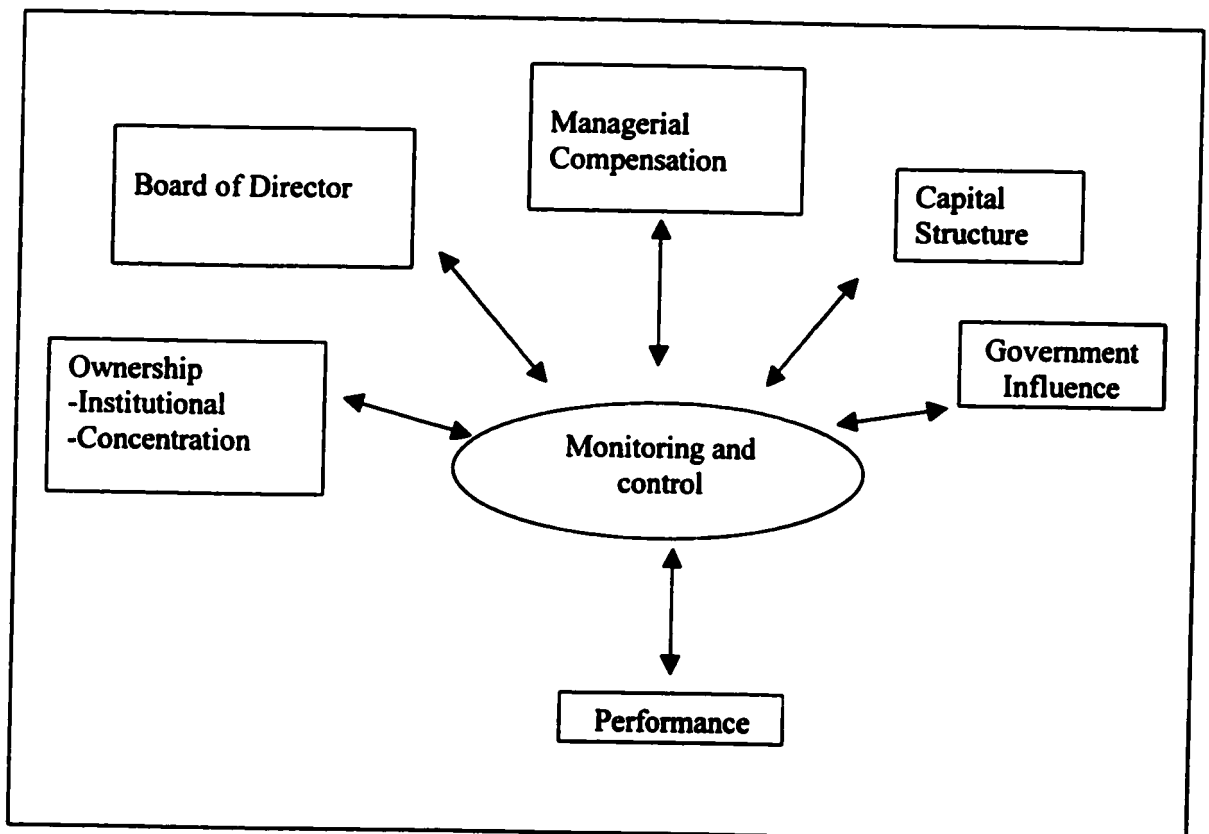 Managerial
Compensation
Board of Director
Capital
Structure
Government
Influence
Ownership
-Institutional
-Concentration
Monitoring and
control
Performance